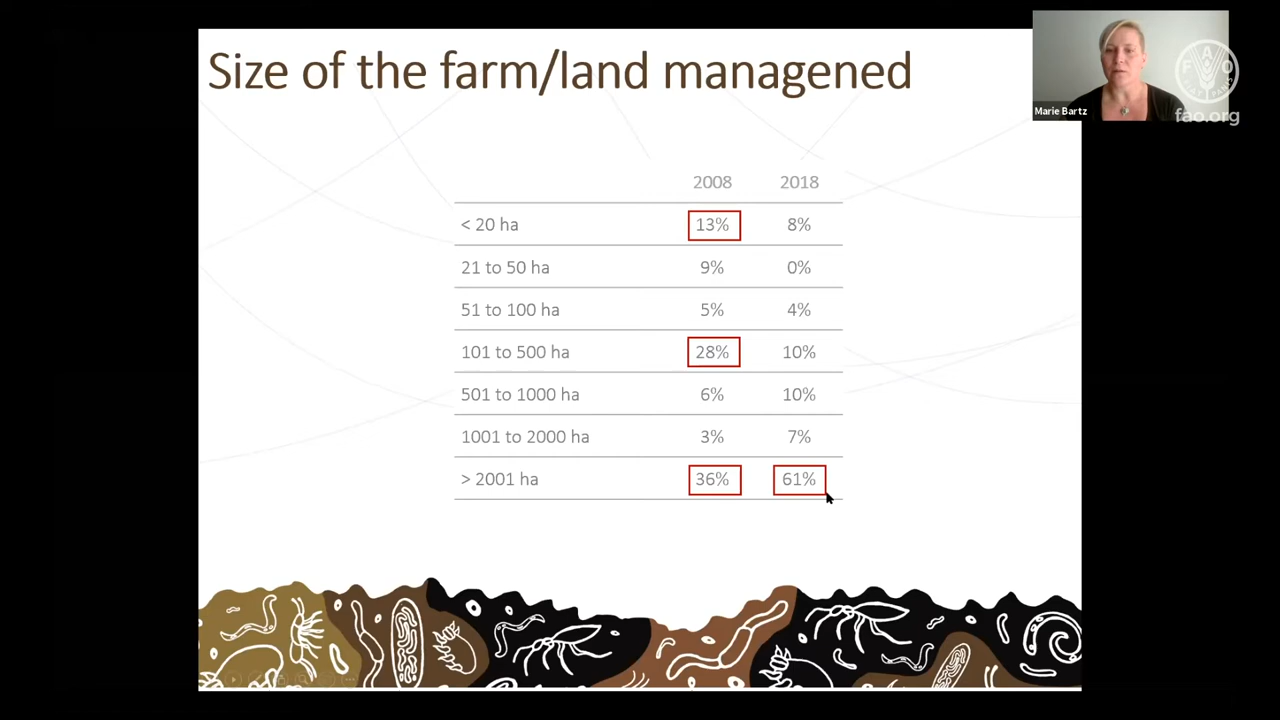 Size of the farm/land managened
Marie Bartz
F A O
FIAT PANIS
fao.org
2008 2018
< 20 ha 13% 8%
21 to 50 ha 9% 0%
51 to 100 ha 5% 4%
101 to 500 ha 28% 10%
501 to 1000 ha 6% 10%
1001 to 2000 ha 3% 7%
> 2001 ha 36% 61%